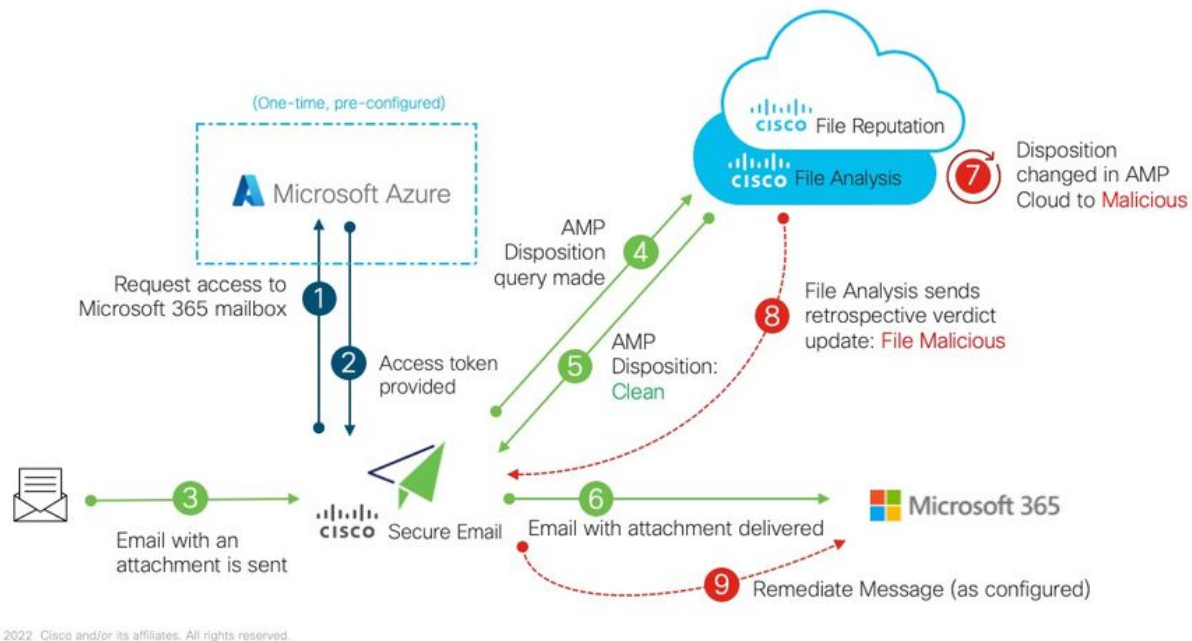 (One-time, pre-configured)
Microsoft Azure
CISCO File Reputation
CISCO File Analysis
7
Disposition
changed in AMP
Cloud to Malicious
AMP
Disposition
query made
4
Request access to
Microsoft 365 mailbox
1
2
Access token
provided
5
AMP
Disposition:
Clean
8
File Analysis sends
retrospective verdict
update: File Malicious
3
Email with an
attachment is sent
CISCO Secure Email
6
Email with attachment delivered
Microsoft 365
9
Remediate Message (as configured)
2022 Cisco and/or its affiliates. All rights reserved.